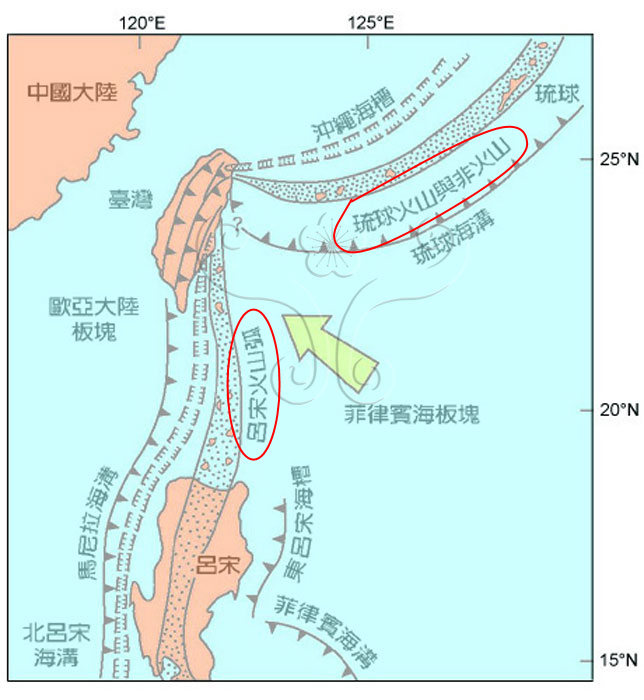 120°E
125°E
中國大陸
琉球
沖繩海槽
25°N
臺灣
琉球火山與非火山
?
琉球海溝
歐亞大陸
板塊
呂宋火山弧
菲律賓海板塊
20°N
馬尼拉海溝
東呂宋海槽
呂宋
菲律賓海溝
北呂宋
海溝
15°N